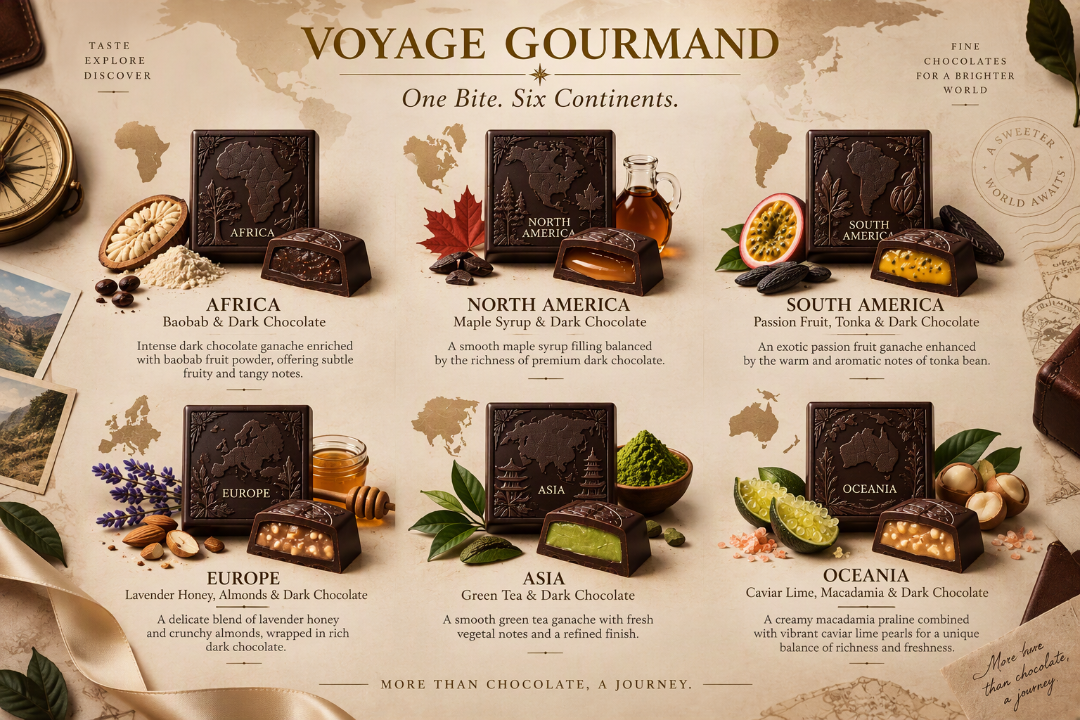 TASTE
EXPLORE
DISCOVER
VOYAGE GOURMAND
One Bite. Six Continents.
FINE
CHOCOLATES
FOR A BRIGHTER
WORLD
A SWEETER
WORLD AWAITS
AFRICA
AFRICA
Baobab & Dark Chocolate
Intense dark chocolate ganache enriched
with baobab fruit powder, offering subtle
fruity and tangy notes.
NORTH
AMERICA
NORTH AMERICA
Maple Syrup & Dark Chocolate
A smooth maple syrup filling balanced
by the richness of premium dark chocolate.
SOUTH
AMERICA
SOUTH AMERICA
Passion Fruit, Tonka & Dark Chocolate
An exotic passion fruit ganache enhanced
by the warm and aromatic notes of tonka bean.
EUROPE
EUROPE
Lavender Honey, Almonds & Dark Chocolate
A delicate blend of lavender honey
and crunchy almonds, wrapped in rich
dark chocolate.
ASIA
ASIA
Green Tea & Dark Chocolate
A smooth green tea ganache with fresh
vegetal notes and a refined finish.
OCEANIA
OCEANIA
Caviar Lime, Macadamia & Dark Chocolate
A creamy macadamia praline combined
with vibrant caviar lime pearls for a unique
balance of richness and freshness.
MORE THAN CHOCOLATE, A JOURNEY.
More
than chocolate,
a journey.